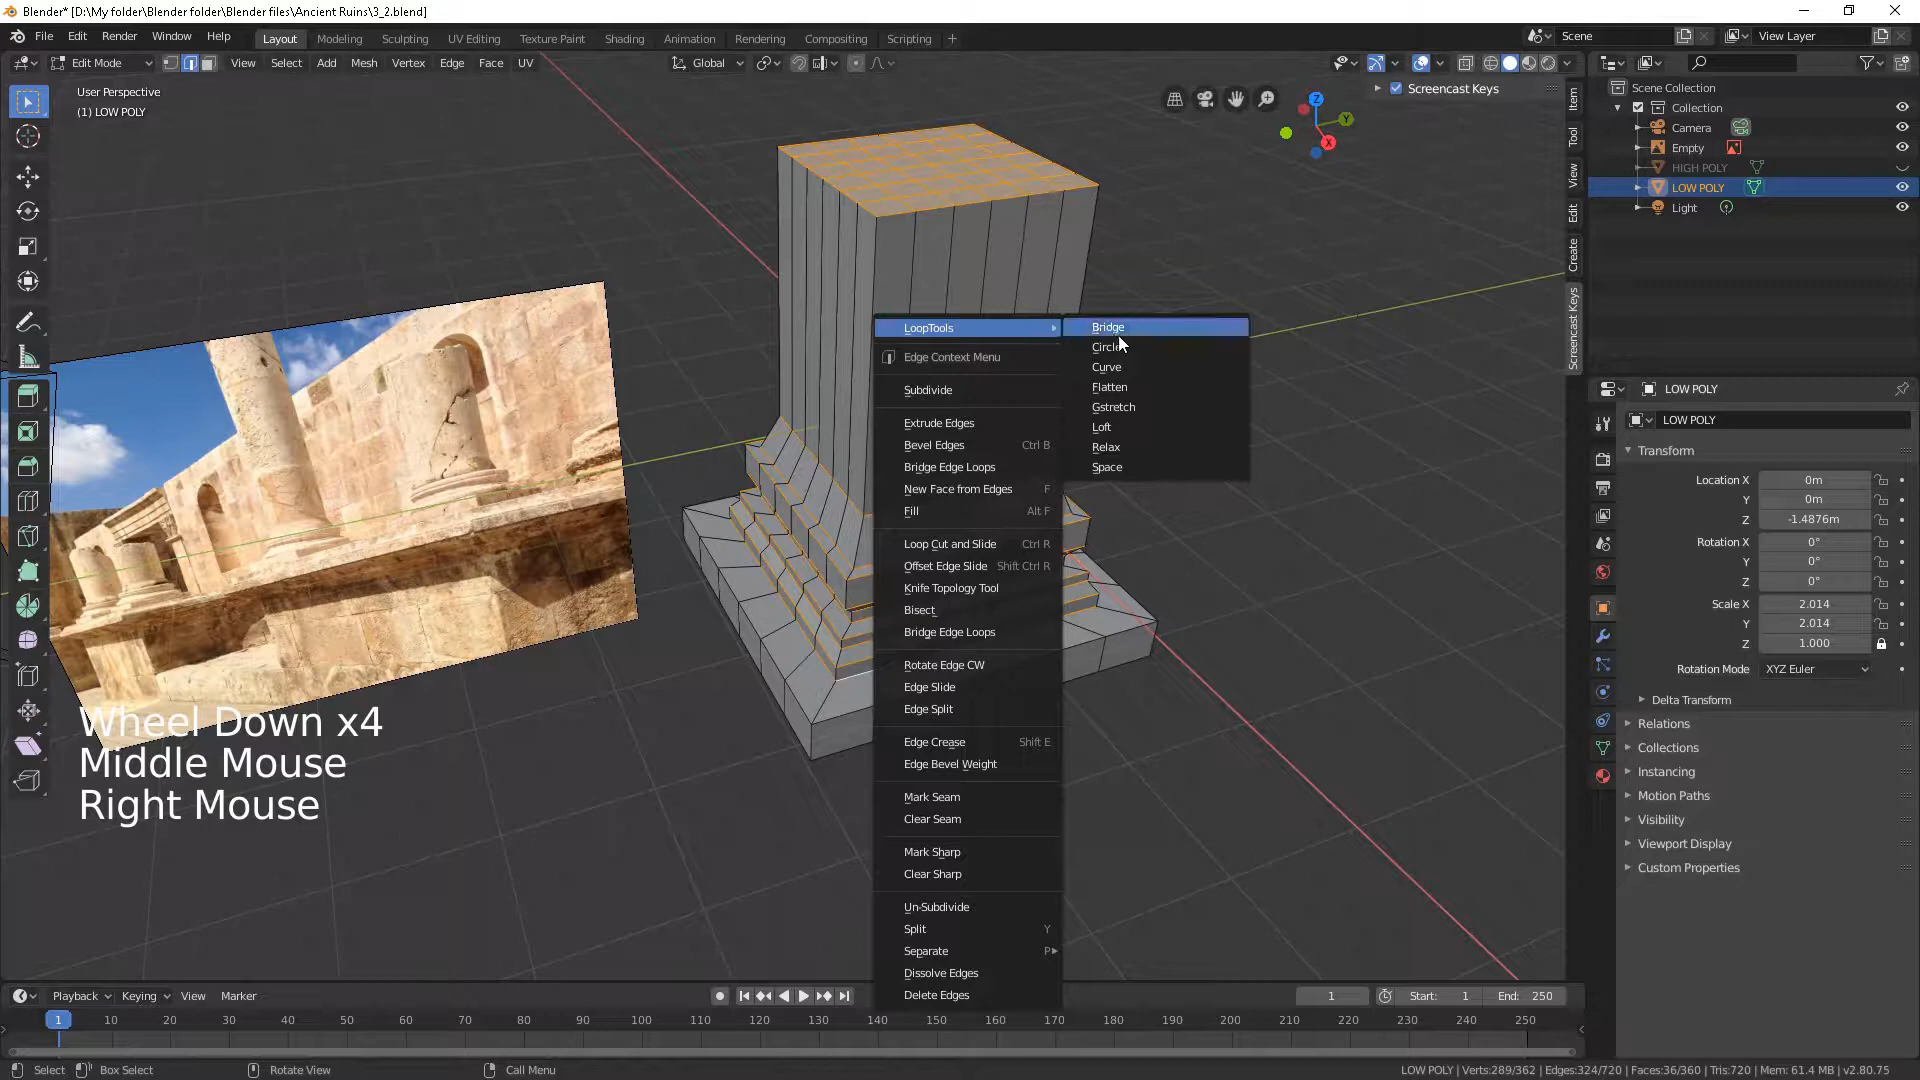 Blender* [D:\My folder\Blender folder\Blender files\Ancient Ruins\3_2.blend]
File Edit Render Window Help Layout Modeling Sculpting UV Editing Texture Paint Shading Animation Rendering Compositing Scripting + Scene View Layer
Edit Mode View Select Add Mesh Vertex Edge Face UV Global
User Perspective
(1) LOW POLY
Screencast Keys
Item
Tool
View
Edit
Create
Screencast Keys
Z
Y
X
Scene Collection
Collection
Camera
Empty
HIGH POLY
LOW POLY
Light
LoopTools
Edge Context Menu
Subdivide
Extrude Edges
Bevel Edges Ctrl B
Bridge Edge Loops
New Face from Edges F
Fill Alt F
Loop Cut and Slide Ctrl R
Offset Edge Slide Shift Ctrl R
Knife Topology Tool
Bisect
Bridge Edge Loops
Rotate Edge CW
Edge Slide
Edge Split
Edge Crease Shift E
Edge Bevel Weight
Mark Seam
Clear Seam
Mark Sharp
Clear Sharp
Un-Subdivide
Split Y
Separate P
Dissolve Edges
Delete Edges
Bridge
Circle
Curve
Flatten
Gstretch
Loft
Relax
Space
Wheel Down x4
Middle Mouse
Right Mouse
LOW POLY
LOW POLY
Transform
Location X 0m
Y 0m
Z -1.4876m
Rotation X 0°
Y 0°
Z 0°
Scale X 2.014
Y 2.014
Z 1.000
Rotation Mode XYZ Euler
Delta Transform
Relations
Collections
Instancing
Motion Paths
Visibility
Viewport Display
Custom Properties
Playback Keying View Marker 1 Start: 1 End: 250
1 10 20 30 40 50 60 70 80 90 100 110 120 130 140 150 160 170 180 190 200 210 220 230 240 250
Select Box Select Rotate View Call Menu LOW POLY | Verts:289/362 | Edges:324/720 | Faces:36/360 | Tris:720 | Mem: 61.4 MB | v2.80.75